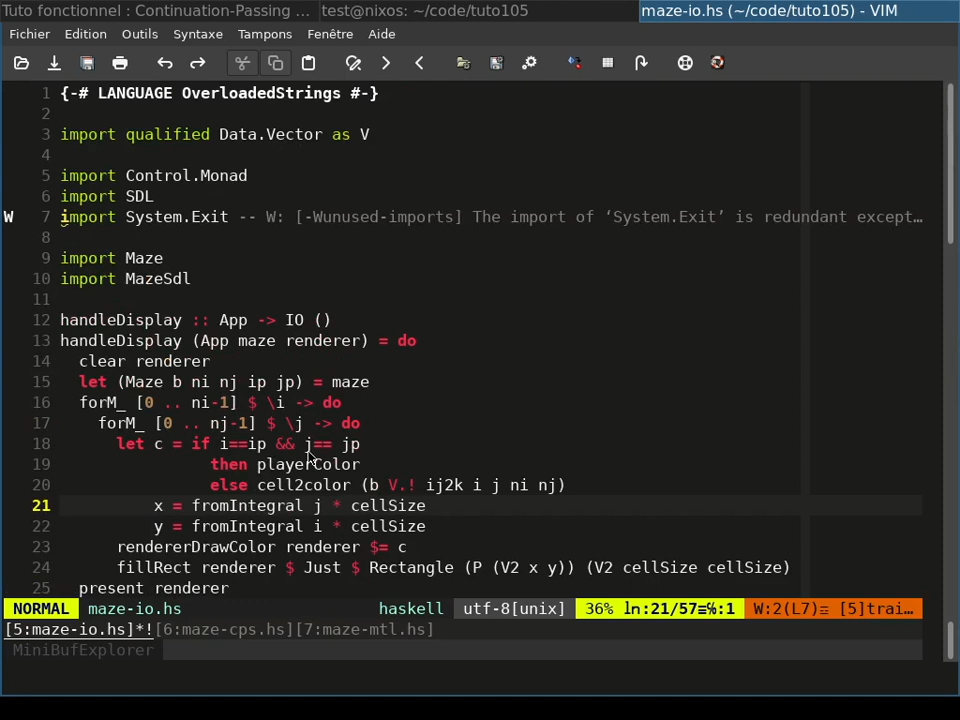 Tuto fonctionnel : Continuation-Passing ... test@nixos: ~/code/tuto105 maze-io.hs (~/code/tuto105) - VIM
Fichier Edition Outils Syntaxe Tampons Fenêtre Aide
1 {-# LANGUAGE OverloadedStrings #-}
2
3 import qualified Data.Vector as V
4
5 import Control.Monad
6 import SDL
W 7 import System.Exit -- W: [-Wunused-imports] The import of ‘System.Exit’ is redundant except…
8
9 import Maze
10 import MazeSdl
11
12 handleDisplay :: App -> IO ()
13 handleDisplay (App maze renderer) = do
14   clear renderer
15   let (Maze b ni nj ip jp) = maze
16   forM_ [0 .. ni-1] $ \i -> do
17     forM_ [0 .. nj-1] $ \j -> do
18       let c = if i==ip && j== jp
19                 then playerColor
20                 else cell2color (b V.! ij2k i j ni nj)
21           x = fromIntegral j * cellSize
22           y = fromIntegral i * cellSize
23       rendererDrawColor renderer $= c
24       fillRect renderer $ Just $ Rectangle (P (V2 x y)) (V2 cellSize cellSize)
25   present renderer
NORMAL maze-io.hs haskell utf-8[unix] 36% ln:21/57≡℅:1 W:2(L7)≡ [5]trai…
[5:maze-io.hs]*![6:maze-cps.hs][7:maze-mtl.hs]
MiniBufExplorer